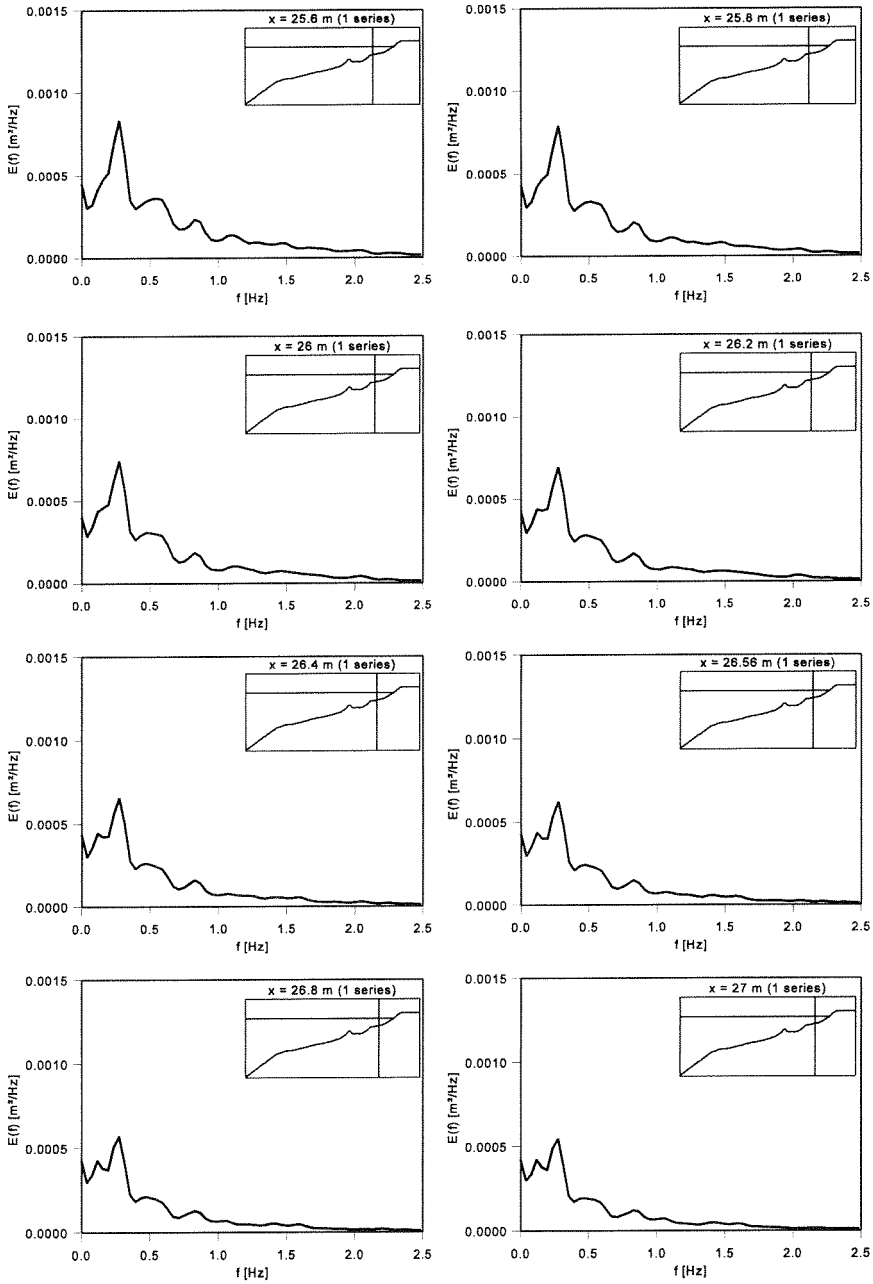 x = 25.6 m (1 series)
0.0015
0.0010
0.0005
0.0000
E(f) [m²/Hz]
0.0 0.5 1.0 1.5 2.0 2.5
f [Hz]
x = 25.8 m (1 series)
0.0015
0.0010
0.0005
0.0000
E(f) [m²/Hz]
0.0 0.5 1.0 1.5 2.0 2.5
f [Hz]
x = 26 m (1 series)
0.0015
0.0010
0.0005
0.0000
E(f) [m²/Hz]
0.0 0.5 1.0 1.5 2.0 2.5
f [Hz]
x = 26.2 m (1 series)
0.0015
0.0010
0.0005
0.0000
E(f) [m²/Hz]
0.0 0.5 1.0 1.5 2.0 2.5
f [Hz]
x = 26.4 m (1 series)
0.0015
0.0010
0.0005
0.0000
E(f) [m²/Hz]
0.0 0.5 1.0 1.5 2.0 2.5
f [Hz]
x = 26.56 m (1 series)
0.0015
0.0010
0.0005
0.0000
E(f) [m²/Hz]
0.0 0.5 1.0 1.5 2.0 2.5
f [Hz]
x = 26.8 m (1 series)
0.0015
0.0010
0.0005
0.0000
E(f) [m²/Hz]
0.0 0.5 1.0 1.5 2.0 2.5
f [Hz]
x = 27 m (1 series)
0.0015
0.0010
0.0005
0.0000
E(f) [m²/Hz]
0.0 0.5 1.0 1.5 2.0 2.5
f [Hz]